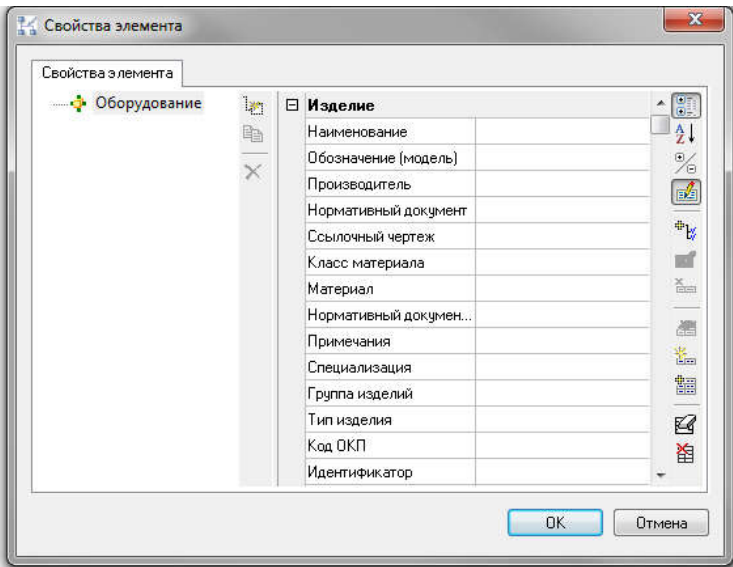 Свойства элемента
Свойства элемента
Оборудование
Изделие
Наименование
Обозначение (модель)
Производитель
Нормативный документ
Ссылочный чертеж
Класс материала
Материал
Нормативный докумен...
Примечания
Специализация
Группа изделий
Тип изделия
Код ОКП
Идентификатор
OK
Отмена